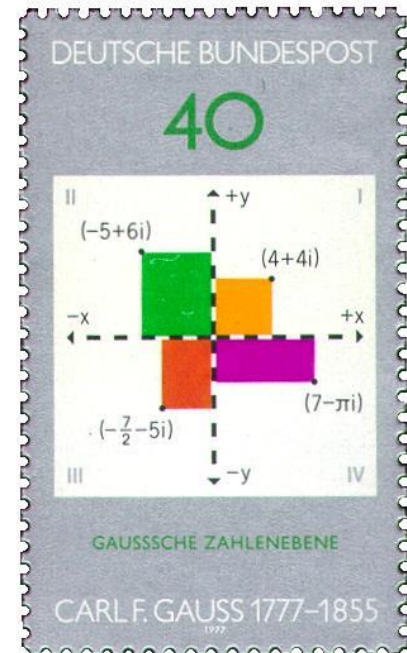 DEUTSCHE BUNDESPOST
40
II +y I
(−5+6i)
(4+4i)
−x +x
(7−πi)
(−7/2−5i)
III −y IV
GAUSSSCHE ZAHLENEBENE
CARL F. GAUSS 1777–1855
1977